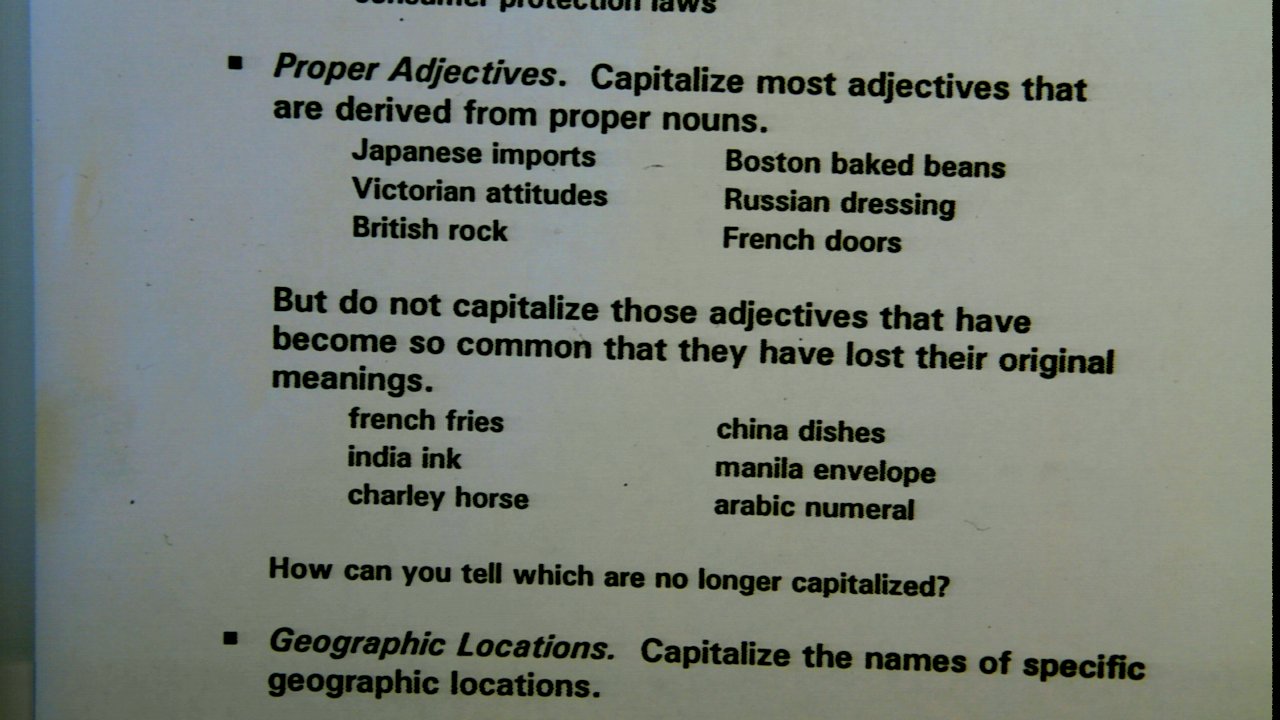 consumer protection laws
▪ Proper Adjectives. Capitalize most adjectives that
are derived from proper nouns.
Japanese imports Boston baked beans
Victorian attitudes Russian dressing
British rock French doors
But do not capitalize those adjectives that have
become so common that they have lost their original
meanings.
french fries china dishes
india ink manila envelope
charley horse arabic numeral
How can you tell which are no longer capitalized?
▪ Geographic Locations. Capitalize the names of specific
geographic locations.